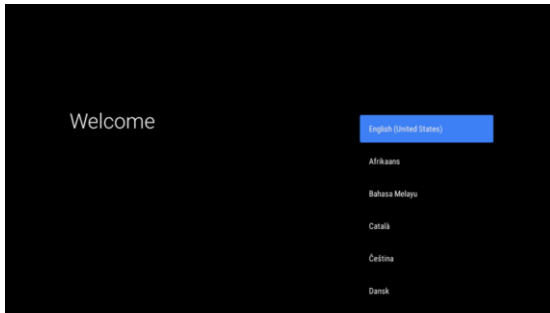 Welcome
English (United States)
Afrikaans
Bahasa Melayu
Català
Čeština
Dansk